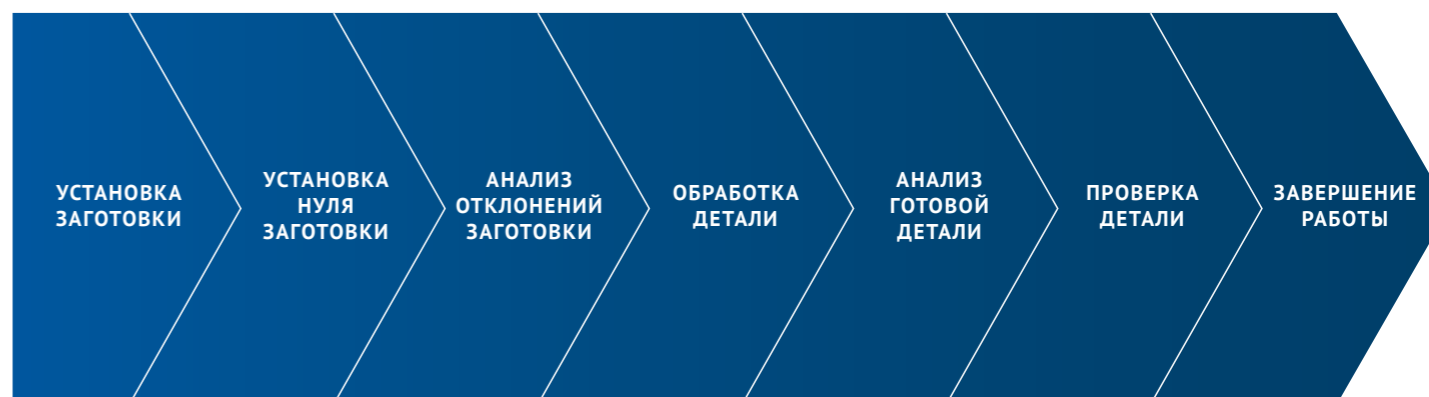 УСТАНОВКА
ЗАГОТОВКИ
УСТАНОВКА
НУЛЯ
ЗАГОТОВКИ
АНАЛИЗ
ОТКЛОНЕНИЙ
ЗАГОТОВКИ
ОБРАБОТКА
ДЕТАЛИ
АНАЛИЗ
ГОТОВОЙ
ДЕТАЛИ
ПРОВЕРКА
ДЕТАЛИ
ЗАВЕРШЕНИЕ
РАБОТЫ